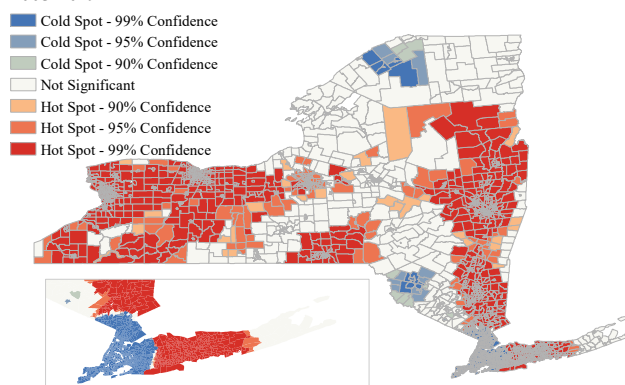 Cold Spot - 99% Confidence
Cold Spot - 95% Confidence
Cold Spot - 90% Confidence
Not Significant
Hot Spot - 90% Confidence
Hot Spot - 95% Confidence
Hot Spot - 99% Confidence